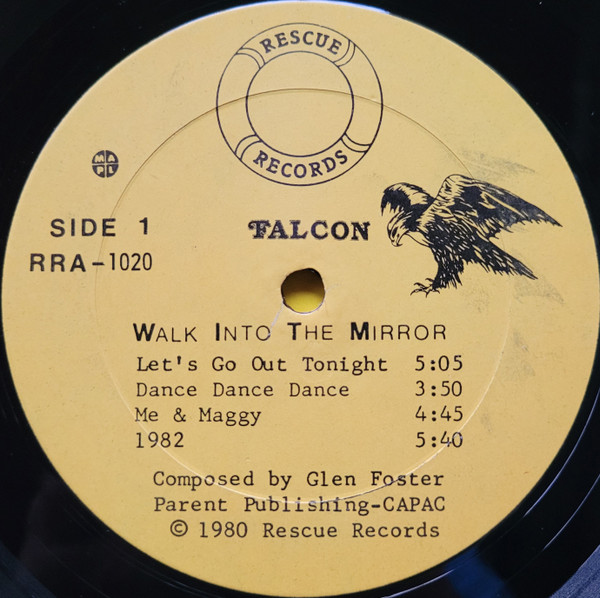 RESCUE
RECORDS
MAPL
SIDE 1
FALCON
RRA-1020
WALK INTO THE MIRROR
Let's Go Out Tonight 5:05
Dance Dance Dance 3:50
Me & Maggy 4:45
1982 5:40
Composed by Glen Foster
Parent Publishing-CAPAC
© 1980 Rescue Records